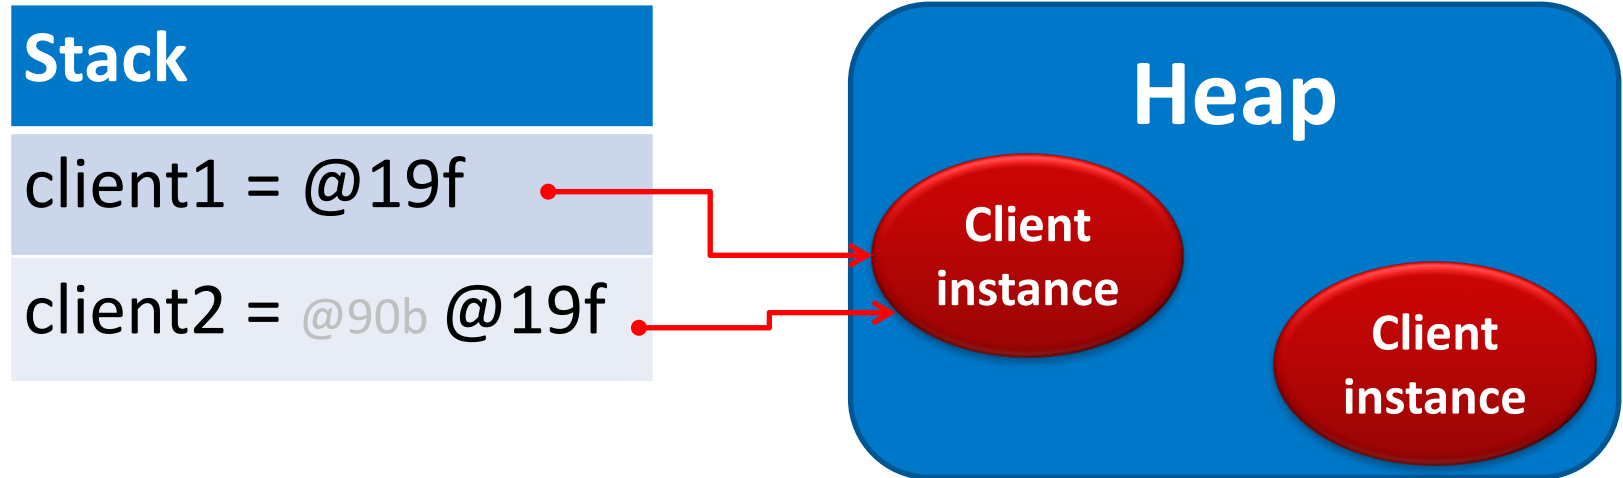 Stack
client1 = @19f
client2 = @90b @19f
Heap
Client
instance
Client
instance